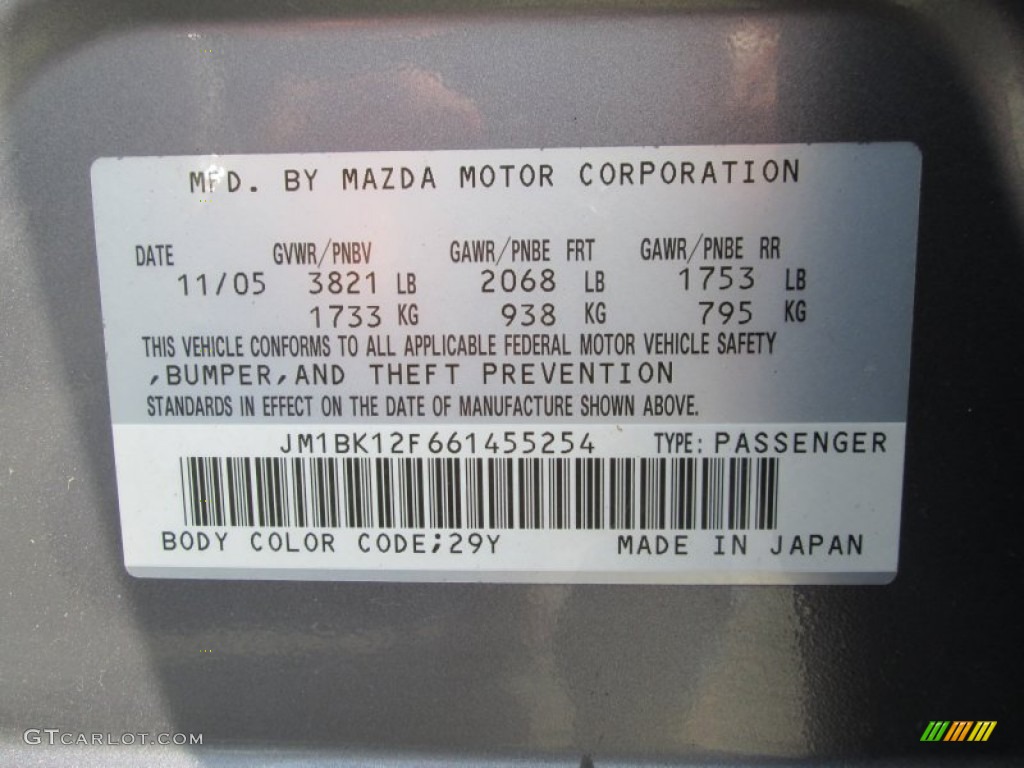 MFD. BY MAZDA MOTOR CORPORATION
DATE GVWR/PNBV GAWR/PNBE FRT GAWR/PNBE RR
11/05 3821 LB 2068 LB 1753 LB
1733 KG 938 KG 795 KG
THIS VEHICLE CONFORMS TO ALL APPLICABLE FEDERAL MOTOR VEHICLE SAFETY
,BUMPER,AND THEFT PREVENTION
STANDARDS IN EFFECT ON THE DATE OF MANUFACTURE SHOWN ABOVE.
JM1BK12F661455254 TYPE: PASSENGER
BODY COLOR CODE;29Y MADE IN JAPAN
GTCARLOT.COM